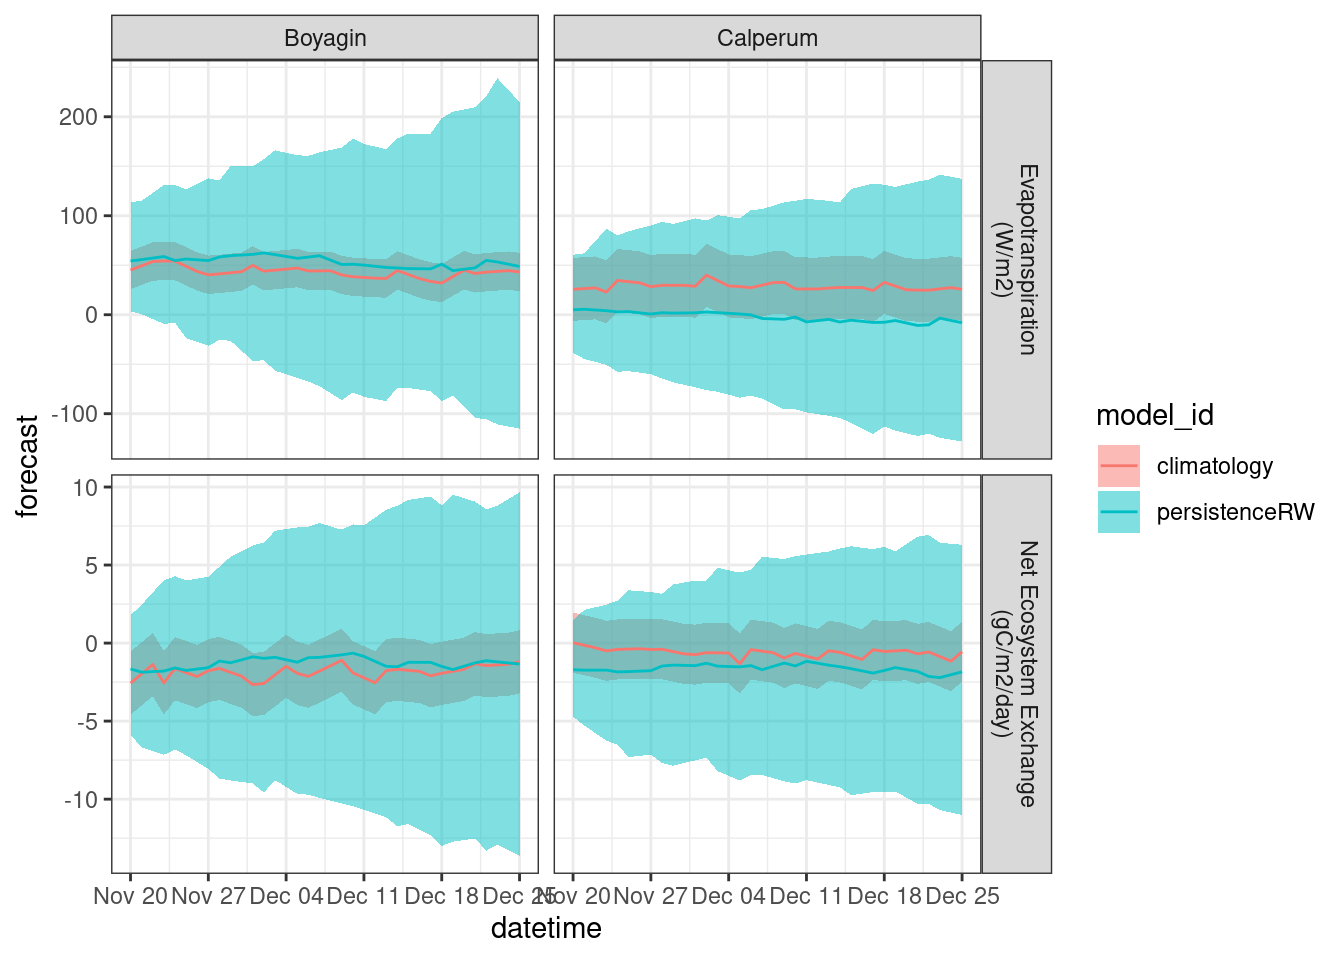 Boyagin
Calperum
200
100
0
-100
Evapotranspiration
(W/m2)
10
5
0
-5
-10
Net Ecosystem Exchange
(gC/m2/day)
forecast
Nov 20 Nov 27 Dec 04 Dec 11 Dec 18 Dec 25
Nov 20 Nov 27 Dec 04 Dec 11 Dec 18 Dec 25
datetime
model_id
climatology
persistenceRW